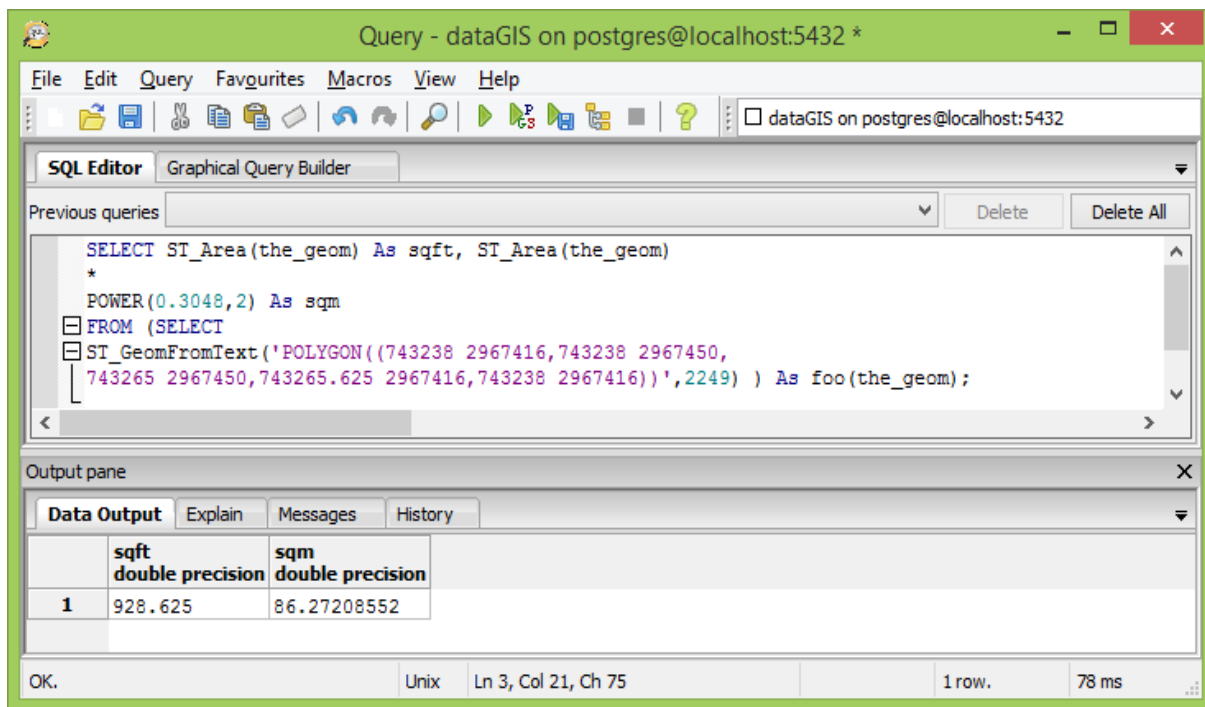 Query - dataGIS on postgres@localhost:5432 *
File Edit Query Favourites Macros View Help
dataGIS on postgres@localhost:5432
SQL Editor Graphical Query Builder
Previous queries Delete Delete All
SELECT ST_Area(the_geom) As sqft, ST_Area(the_geom)
*
POWER(0.3048,2) As sqm
FROM (SELECT
ST_GeomFromText('POLYGON((743238 2967416,743238 2967450,
743265 2967450,743265.625 2967416,743238 2967416))',2249) ) As foo(the_geom);
Output pane
Data Output Explain Messages History
sqft sqm
double precision double precision
1 928.625 86.27208552
OK. Unix Ln 3, Col 21, Ch 75 1 row. 78 ms